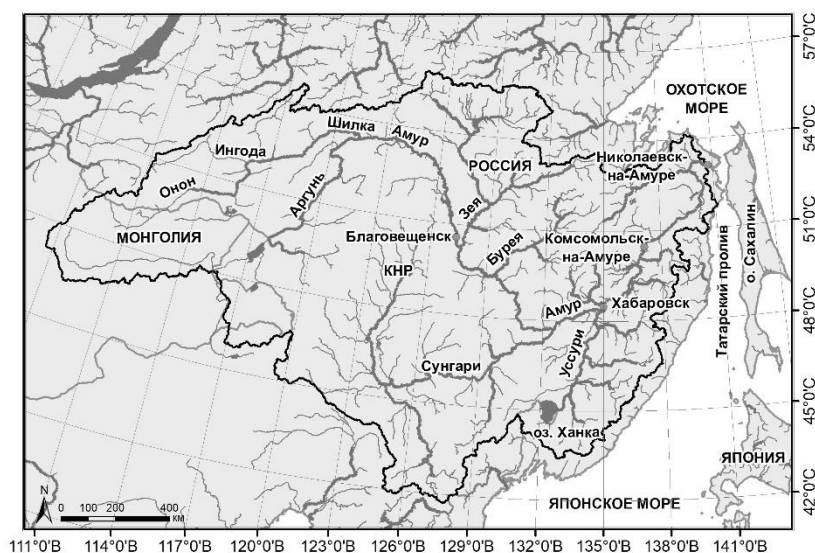 57°0'С
ОХОТСКОЕ
МОРЕ
54°0'С
Шилка
Амур
Ингода
РОССИЯ
Николаевск-
на-Амуре
Онон
Аргунь
Зея
51°0'С
МОНГОЛИЯ
Благовещенск
Бурея
Комсомольск-
на-Амуре
КНР
Татарский пролив
о. Сахалин
48°0'С
Амур
Хабаровск
Сунгари
Уссури
45°0'С
оз. Ханка
ЯПОНИЯ
N
0 100 200 400
КМ
ЯПОНСКОЕ МОРЕ
42°0'С
111°0'В 114°0'В 117°0'В 120°0'В 123°0'В 126°0'В 129°0'В 132°0'В 135°0'В 138°0'В 141°0'В